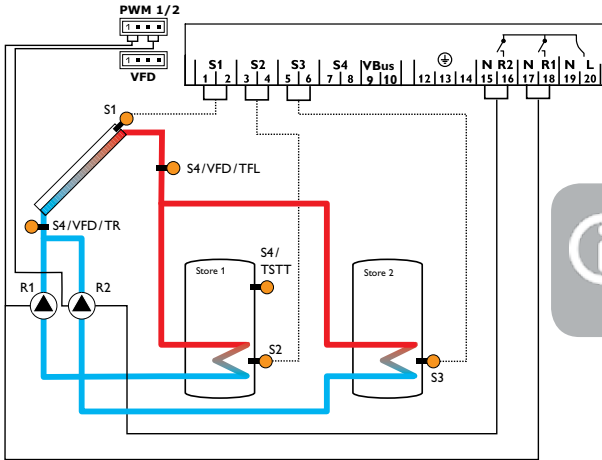 PWM 1/2
1
1
VFD
S1 S2 S3 S4 VBus N R2 N R1 N L
1 2 3 4 5 6 7 8 9 10 12 13 14 15 16 17 18 19 20
S1
S4/VFD/TFL
S4/VFD/TR
S4/
TSTT
Store 1
Store 2
R1
R2
S2
S3
i